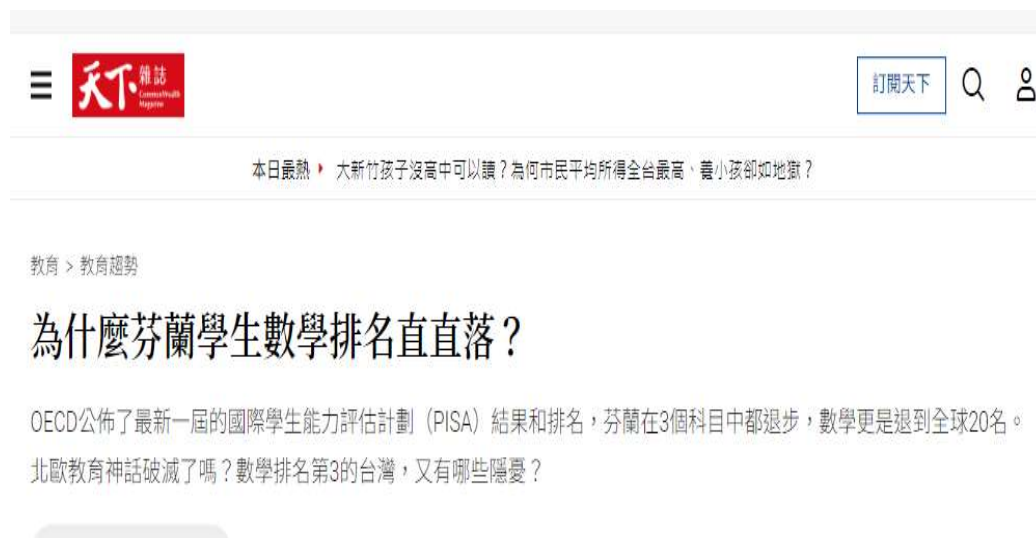 天下 雜誌
CommonWealth
Magazine
訂閱天下
本日最熱 大新竹孩子沒高中可以讀？為何市民平均所得全台最高、養小孩卻如地獄？
教育 > 教育趨勢
為什麼芬蘭學生數學排名直直落？
OECD公佈了最新一屆的國際學生能力評估計劃（PISA）結果和排名，芬蘭在3個科目中都退步，數學更是退到全球20名。
北歐教育神話破滅了嗎？數學排名第3的台灣，又有哪些隱憂？